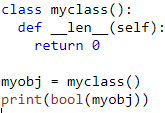 class myclass():
  def __len__(self):
    return 0

myobj = myclass()
print(bool(myobj))